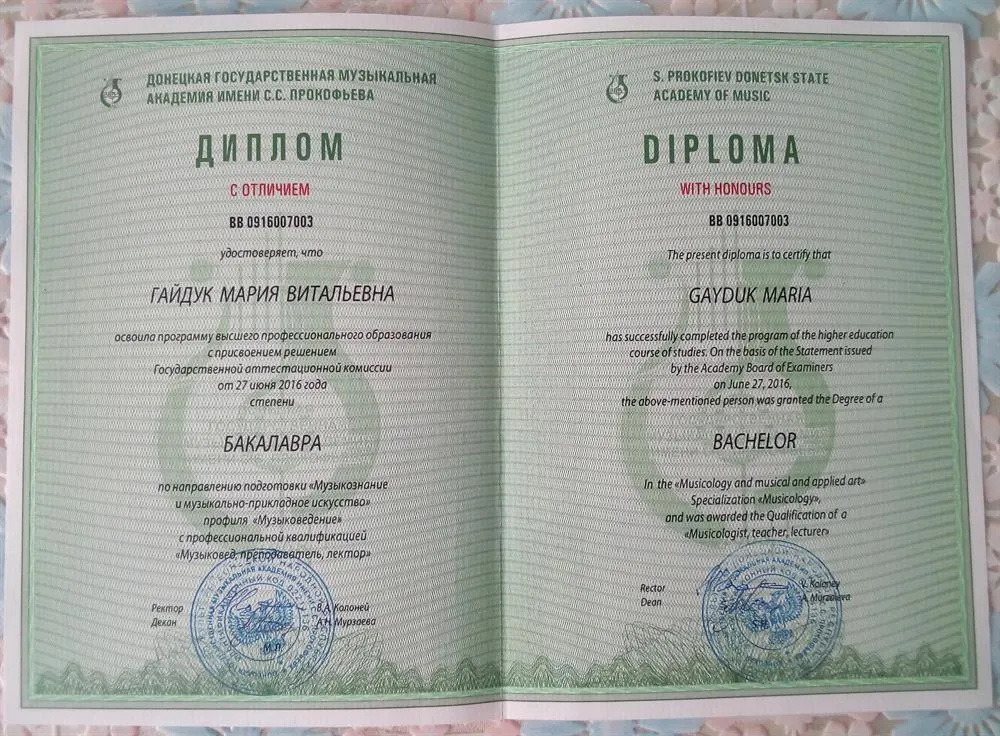 ДОНЕЦКАЯ ГОСУДАРСТВЕННАЯ МУЗЫКАЛЬНАЯ
АКАДЕМИЯ ИМЕНИ С.С. ПРОКОФЬЕВА
ДИПЛОМ
С ОТЛИЧИЕМ
ВВ 0916007003
удостоверяет, что
ГАЙДУК МАРИЯ ВИТАЛЬЕВНА
освоила программу высшего профессионального образования
с присвоением решением
Государственной аттестационной комиссии
от 27 июня 2016 года
степени
БАКАЛАВРА
по направлению подготовки «Музыкознание
и музыкально-прикладное искусство»
профиля «Музыковедение»
с профессиональной квалификацией
«Музыковед, преподаватель, лектор»
Ректор В.А. Колоней
Декан А.Н. Мурзаева
М.П.
S. PROKOFIEV DONETSK STATE
ACADEMY OF MUSIC
DIPLOMA
WITH HONOURS
BB 0916007003
The present diploma is to certify that
GAYDUK MARIA
has successfully completed the program of the higher education
course of studies. On the basis of the Statement issued
by the Academy Board of Examiners
on June 27, 2016,
the above-mentioned person was granted the Degree of a
BACHELOR
In the «Musicology and musical and applied art»
Specialization «Musicology»,
and was awarded the Qualification of a
«Musicologist, teacher, lecturer»
Rector V. Koloney
Dean A. Murzaieva